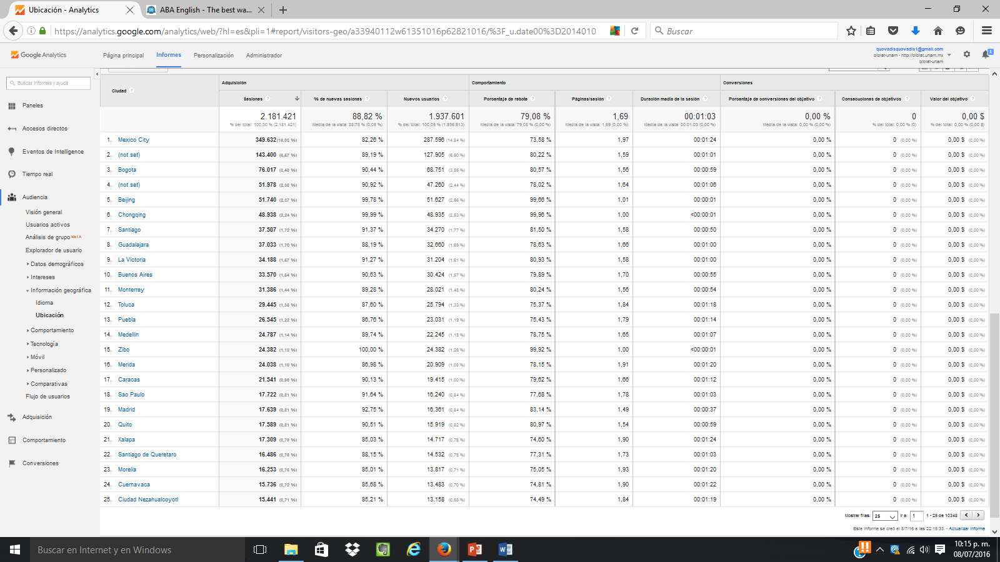 Ubicación - Analytics
ABA English - The best wa...
https://analytics.google.com/analytics/web/?hl=es&pli=1#report/visitors-geo/a33940112w61351016p62821016/%3F_u.date00%3D2014010
Buscar
Google Analytics
Página principal
Informes
Personalización
Administrador
quovadisquovadis1@gmail.com
biblat-unam - http://biblat.unam.mx
biblat-unam
1
Buscar informes y ayuda
Paneles
Accesos directos
Eventos de Intelligence
Tiempo real
Audiencia
Visión general
Usuarios activos
Análisis de grupo BETA
Explorador de usuario
Datos demográficos
Intereses
Información geográfica
Idioma
Ubicación
Comportamiento
Tecnología
Móvil
Personalizado
Comparativas
Flujo de usuarios
Adquisición
Comportamiento
Conversiones
Ciudad ? Adquisición Comportamiento Conversiones
Sesiones ? % de nuevas sesiones ? Nuevos usuarios ? Porcentaje de rebote ? Páginas/sesión ? Duración media de la sesión ? Porcentaje de conversiones del objetivo ? Consecuciones de objetivos ? Valor del objetivo ?
2.181.421 88,82 % 1.937.601 79,08 % 1,69 00:01:03 0,00 % 0 0,00 $
% del total: 100,00 % (2.181.421) Media de la vista: 88,78 % (0,05 %) % del total: 100,05 % (1.936.613) Media de la vista: 79,08 % (0,00 %) Media de la vista: 1,69 (0,00 %) Media de la vista: 00:01:03 (0,00 %) Media de la vista: 0,00 % (0,00 %) % del total: 0,00 % (0) % del total: 0,00 % (0,00 $)
1. Mexico City 349.632 (16,03 %) 82,26 % 287.596 (14,84 %) 73,58 % 1,97 00:01:24 0,00 % 0 (0,00 %) 0,00 $ (0,00 %)
2. (not set) 143.400 (6,57 %) 89,19 % 127.905 (6,60 %) 80,22 % 1,59 00:01:01 0,00 % 0 (0,00 %) 0,00 $ (0,00 %)
3. Bogota 76.017 (3,48 %) 90,44 % 68.751 (3,55 %) 80,57 % 1,56 00:00:59 0,00 % 0 (0,00 %) 0,00 $ (0,00 %)
4. (not set) 51.978 (2,38 %) 90,92 % 47.260 (2,44 %) 78,02 % 1,64 00:01:06 0,00 % 0 (0,00 %) 0,00 $ (0,00 %)
5. Beijing 51.740 (2,37 %) 99,78 % 51.627 (2,66 %) 99,66 % 1,01 00:00:01 0,00 % 0 (0,00 %) 0,00 $ (0,00 %)
6. Chongqing 48.938 (2,24 %) 99,99 % 48.935 (2,53 %) 99,96 % 1,00 <00:00:01 0,00 % 0 (0,00 %) 0,00 $ (0,00 %)
7. Santiago 37.507 (1,72 %) 91,37 % 34.270 (1,77 %) 81,50 % 1,58 00:00:50 0,00 % 0 (0,00 %) 0,00 $ (0,00 %)
8. Guadalajara 37.033 (1,70 %) 88,19 % 32.660 (1,69 %) 78,63 % 1,66 00:01:00 0,00 % 0 (0,00 %) 0,00 $ (0,00 %)
9. La Victoria 34.188 (1,57 %) 91,27 % 31.204 (1,61 %) 80,93 % 1,58 00:01:00 0,00 % 0 (0,00 %) 0,00 $ (0,00 %)
10. Buenos Aires 33.570 (1,54 %) 90,63 % 30.424 (1,57 %) 79,89 % 1,70 00:00:55 0,00 % 0 (0,00 %) 0,00 $ (0,00 %)
11. Monterrey 31.386 (1,44 %) 89,28 % 28.021 (1,45 %) 80,24 % 1,56 00:00:54 0,00 % 0 (0,00 %) 0,00 $ (0,00 %)
12. Toluca 29.445 (1,35 %) 87,60 % 25.794 (1,33 %) 75,37 % 1,84 00:01:18 0,00 % 0 (0,00 %) 0,00 $ (0,00 %)
13. Puebla 26.545 (1,22 %) 86,76 % 23.031 (1,19 %) 75,43 % 1,79 00:01:14 0,00 % 0 (0,00 %) 0,00 $ (0,00 %)
14. Medellin 24.787 (1,14 %) 89,74 % 22.245 (1,15 %) 78,75 % 1,65 00:01:07 0,00 % 0 (0,00 %) 0,00 $ (0,00 %)
15. Zibo 24.382 (1,12 %) 100,00 % 24.382 (1,26 %) 99,92 % 1,00 <00:00:01 0,00 % 0 (0,00 %) 0,00 $ (0,00 %)
16. Merida 24.038 (1,10 %) 86,98 % 20.909 (1,08 %) 78,15 % 1,91 00:01:20 0,00 % 0 (0,00 %) 0,00 $ (0,00 %)
17. Caracas 21.541 (0,99 %) 90,13 % 19.415 (1,00 %) 79,62 % 1,66 00:01:12 0,00 % 0 (0,00 %) 0,00 $ (0,00 %)
18. Sao Paulo 17.722 (0,81 %) 91,64 % 16.240 (0,84 %) 77,68 % 1,78 00:01:03 0,00 % 0 (0,00 %) 0,00 $ (0,00 %)
19. Madrid 17.639 (0,81 %) 92,75 % 16.361 (0,84 %) 83,14 % 1,49 00:00:37 0,00 % 0 (0,00 %) 0,00 $ (0,00 %)
20. Quito 17.589 (0,81 %) 90,51 % 15.919 (0,82 %) 80,97 % 1,54 00:00:59 0,00 % 0 (0,00 %) 0,00 $ (0,00 %)
21. Xalapa 17.309 (0,79 %) 85,03 % 14.717 (0,76 %) 74,60 % 1,90 00:01:24 0,00 % 0 (0,00 %) 0,00 $ (0,00 %)
22. Santiago de Queretaro 16.486 (0,76 %) 88,15 % 14.532 (0,75 %) 77,31 % 1,73 00:01:03 0,00 % 0 (0,00 %) 0,00 $ (0,00 %)
23. Morelia 16.253 (0,75 %) 85,01 % 13.817 (0,71 %) 75,05 % 1,93 00:01:20 0,00 % 0 (0,00 %) 0,00 $ (0,00 %)
24. Cuernavaca 15.736 (0,72 %) 85,68 % 13.483 (0,70 %) 74,81 % 1,90 00:01:22 0,00 % 0 (0,00 %) 0,00 $ (0,00 %)
25. Ciudad Nezahualcoyotl 15.441 (0,71 %) 85,21 % 13.158 (0,68 %) 74,49 % 1,84 00:01:19 0,00 % 0 (0,00 %) 0,00 $ (0,00 %)
Mostrar filas: 25 Ir a: 1 1 - 25 de 10348
Este informe se creó el 8/7/16 a las 22:15:33. - Actualizar informe
Buscar en Internet y en Windows
10:15 p. m.
08/07/2016